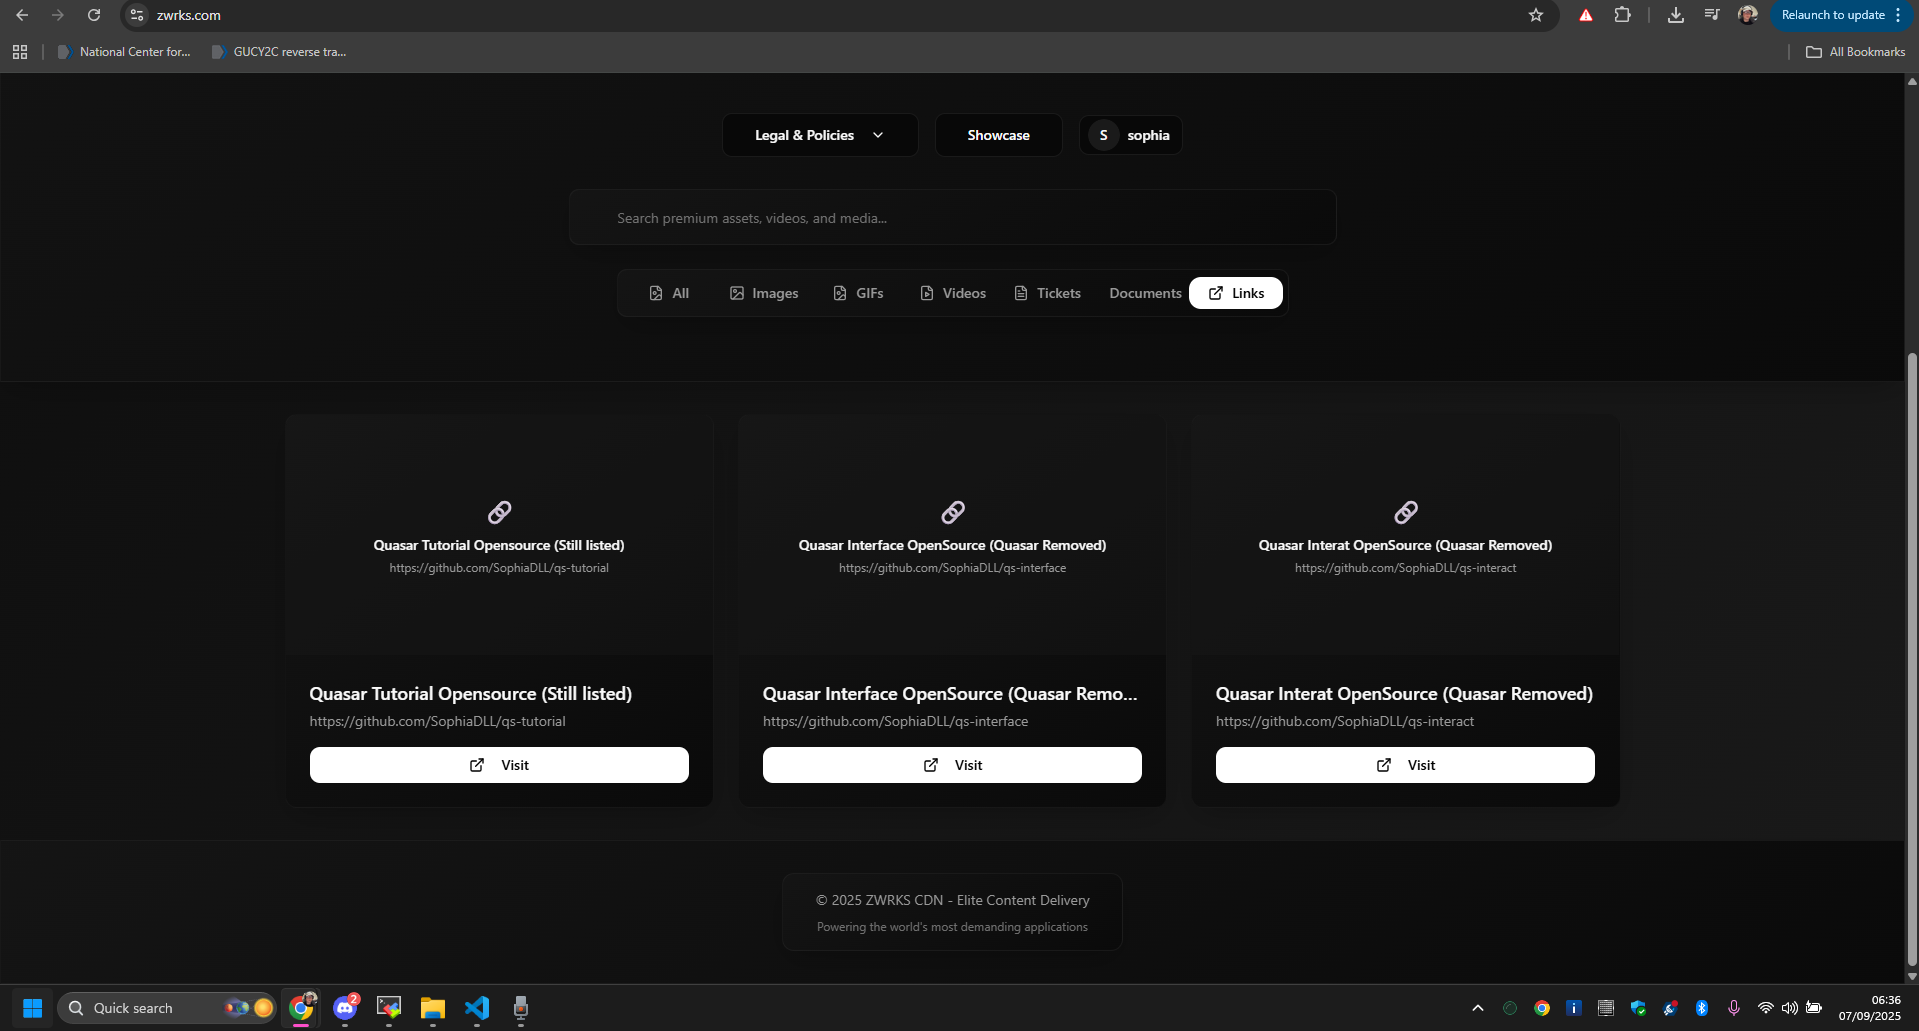 zwrks.com
Relaunch to update
National Center for...
GUCY2C reverse tra...
All Bookmarks
Legal & Policies
Showcase
S
sophia
Search premium assets, videos, and media...
All
Images
GIFs
Videos
Tickets
Documents
Links
Quasar Tutorial Opensource (Still listed)
https://github.com/SophiaDLL/qs-tutorial
Quasar Interface OpenSource (Quasar Removed)
https://github.com/SophiaDLL/qs-interface
Quasar Interat OpenSource (Quasar Removed)
https://github.com/SophiaDLL/qs-interact
Quasar Tutorial Opensource (Still listed)
https://github.com/SophiaDLL/qs-tutorial
Visit
Quasar Interface OpenSource (Quasar Remo...
https://github.com/SophiaDLL/qs-interface
Visit
Quasar Interat OpenSource (Quasar Removed)
https://github.com/SophiaDLL/qs-interact
Visit
© 2025 ZWRKS CDN - Elite Content Delivery
Powering the world's most demanding applications
Quick search
2
06:36
07/09/2025